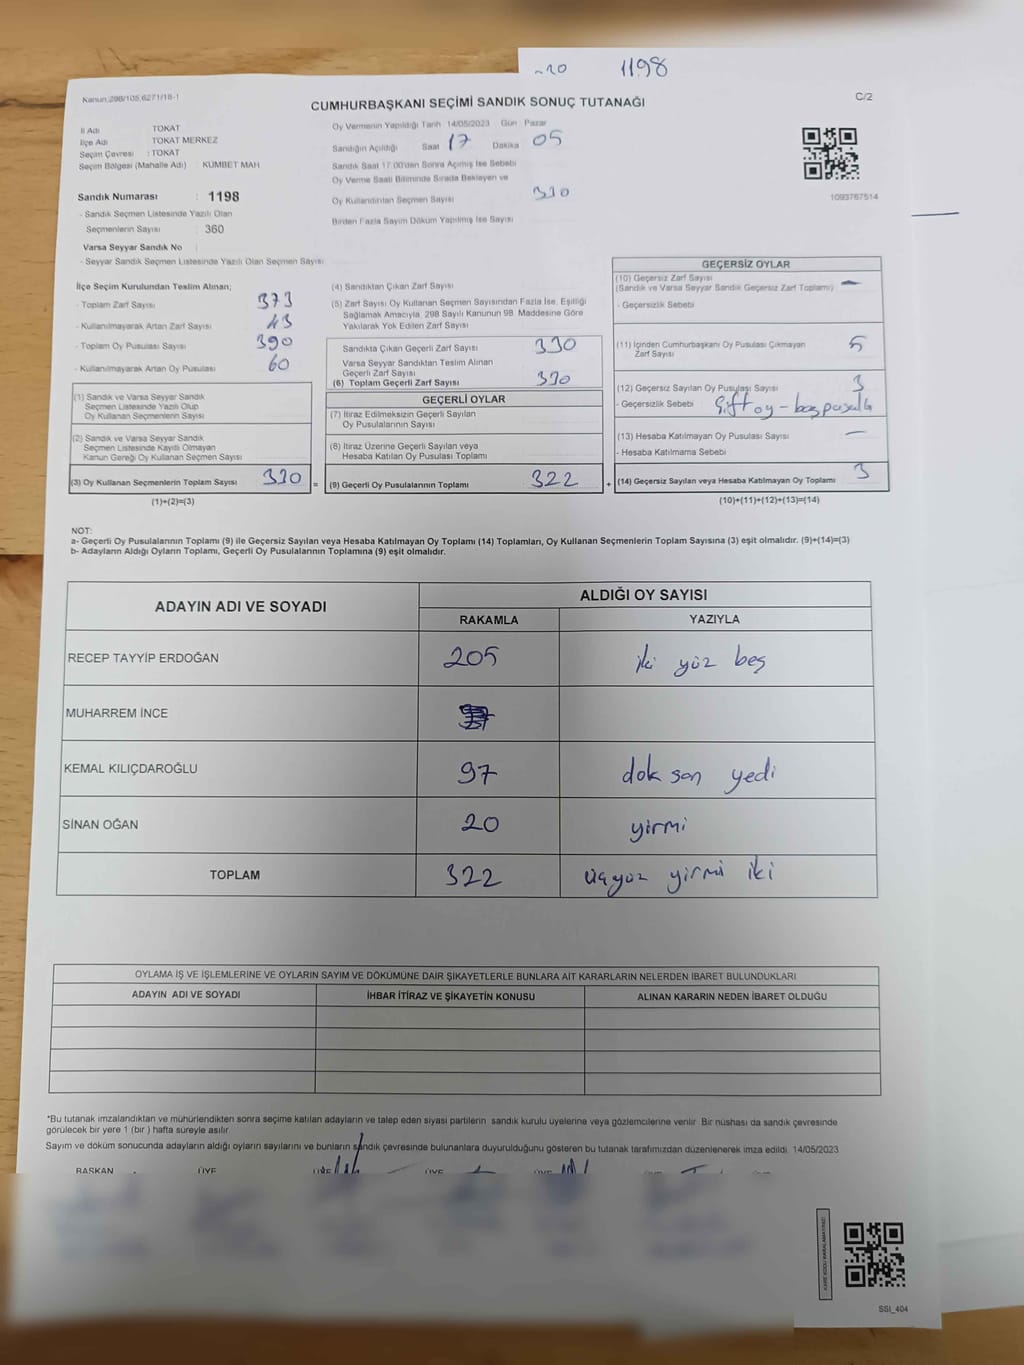 1198
Kanun:298/105,6271/18-1
CUMHURBAŞKANI SEÇİMİ SANDIK SONUÇ TUTANAĞI
C/2
İl Adı TOKAT
İlçe Adı TOKAT MERKEZ
Seçim Çevresi : TOKAT
Seçim Bölgesi (Mahalle Adı) KÜMBET MAH
Sandık Numarası : 1198
- Sandık Seçmen Listesinde Yazılı Olan
Seçmenlerin Sayısı : 360
Varsa Seyyar Sandık No
- Seyyar Sandık Seçmen Listesinde Yazılı Olan Seçmen Sayısı
Oy Vermenin Yapıldığı Tarih 14/05/2023 Gün : Pazar
Sandığın Açıldığı Saat 17 Dakika 05
Sandık Saat 17.00'den Sonra Açılmış İse Sebebi
Oy Verme Saati Bitiminde Sırada Bekleyen ve
Oy Kullandırılan Seçmen Sayısı 330
Birden Fazla Sayım Döküm Yapılmış İse Sayısı
1093767514
İlçe Seçim Kurulundan Teslim Alınan;
- Toplam Zarf Sayısı 373
- Kullanılmayarak Artan Zarf Sayısı 43
- Toplam Oy Pusulası Sayısı 390
- Kullanılmayarak Artan Oy Pusulası 60
(1) Sandık ve Varsa Seyyar Sandık
Seçmen Listesinde Yazılı Olup
Oy Kullanan Seçmenlerin Sayısı
(2) Sandık ve Varsa Seyyar Sandık
Seçmen Listesinde Kayıtlı Olmayan
Kanun Gereği Oy Kullanan Seçmen Sayısı
(3) Oy Kullanan Seçmenlerin Toplam Sayısı 330
(1)+(2)=(3)
(4) Sandıktan Çıkan Zarf Sayısı
(5) Zarf Sayısı Oy Kullanan Seçmen Sayısından Fazla İse, Eşitliği
Sağlamak Amacıyla, 298 Sayılı Kanunun 98. Maddesine Göre
Yakılarak Yok Edilen Zarf Sayısı
Sandıkta Çıkan Geçerli Zarf Sayısı 330
Varsa Seyyar Sandıktan Teslim Alınan
Geçerli Zarf Sayısı
(6) Toplam Geçerli Zarf Sayısı 330
GEÇERLİ OYLAR
(7) İtiraz Edilmeksizin Geçerli Sayılan
Oy Pusulalarının Sayısı
(8) İtiraz Üzerine Geçerli Sayılan veya
Hesaba Katılan Oy Pusulası Toplamı
= (9) Geçerli Oy Pusulalarının Toplamı 322
GEÇERSİZ OYLAR
(10) Geçersiz Zarf Sayısı
(Sandık ve Varsa Seyyar Sandık Geçersiz Zarf Toplamı) —
- Geçersizlik Sebebi
(11) İçinden Cumhurbaşkanı Oy Pusulası Çıkmayan
Zarf Sayısı 5
(12) Geçersiz Sayılan Oy Pusulası Sayısı 3
- Geçersizlik Sebebi Çift oy - boş pusula
(13) Hesaba Katılmayan Oy Pusulası Sayısı —
- Hesaba Katılmama Sebebi
+ (14) Geçersiz Sayılan veya Hesaba Katılmayan Oy Toplamı 3
(10)+(11)+(12)+(13)=(14)
NOT:
a- Geçerli Oy Pusulalarının Toplamı (9) ile Geçersiz Sayılan veya Hesaba Katılmayan Oy Toplamı (14) Toplamları, Oy Kullanan Seçmenlerin Toplam Sayısına (3) eşit olmalıdır. (9)+(14)=(3)
b- Adayların Aldığı Oyların Toplamı, Geçerli Oy Pusulalarının Toplamına (9) eşit olmalıdır.
ADAYIN ADI VE SOYADI
ALDIĞI OY SAYISI
RAKAMLA YAZIYLA
RECEP TAYYİP ERDOĞAN 205 iki yüz beş
MUHARREM İNCE
KEMAL KILIÇDAROĞLU 97 dok san yedi
SİNAN OĞAN 20 yirmi
TOPLAM 322 üçyüz yirmi iki
OYLAMA İŞ VE İŞLEMLERİNE VE OYLARIN SAYIM VE DÖKÜMÜNE DAİR ŞİKAYETLERLE BUNLARA AİT KARARLARIN NELERDEN İBARET BULUNDUKLARI
ADAYIN ADI VE SOYADI İHBAR İTİRAZ VE ŞİKAYETİN KONUSU ALINAN KARARIN NEDEN İBARET OLDUĞU
*Bu tutanak imzalandıktan ve mühürlendikten sonra seçime katılan adayların ve talep eden siyasi partilerin sandık kurulu üyelerine veya gözlemcilerine verilir. Bir nüshası da sandık çevresinde
görülecek bir yere 1 (bir ) hafta süreyle asılır.
Sayım ve döküm sonucunda adayların aldığı oyların sayılarını ve bunların sandık çevresinde bulunanlara duyurulduğunu gösteren bu tutanak tarafımızdan düzenlenerek imza edildi. 14/05/2023
BAŞKAN ÜYE ÜYE ÜYE ÜYE
SSI_404